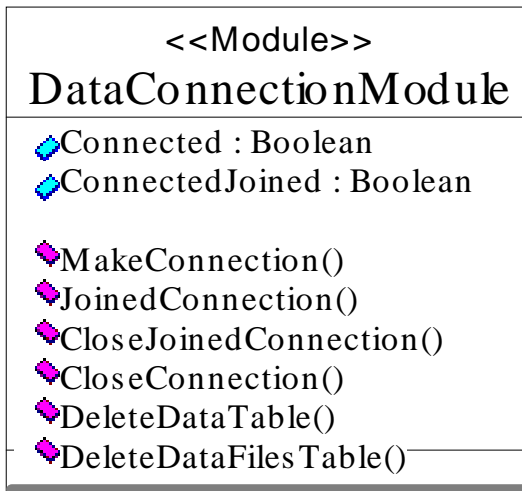 <<Module>>
DataConnectionModule
Connected : Boolean
ConnectedJoined : Boolean
MakeConnection()
JoinedConnection()
CloseJoinedConnection()
CloseConnection()
DeleteDataTable()
DeleteDataFilesTable()